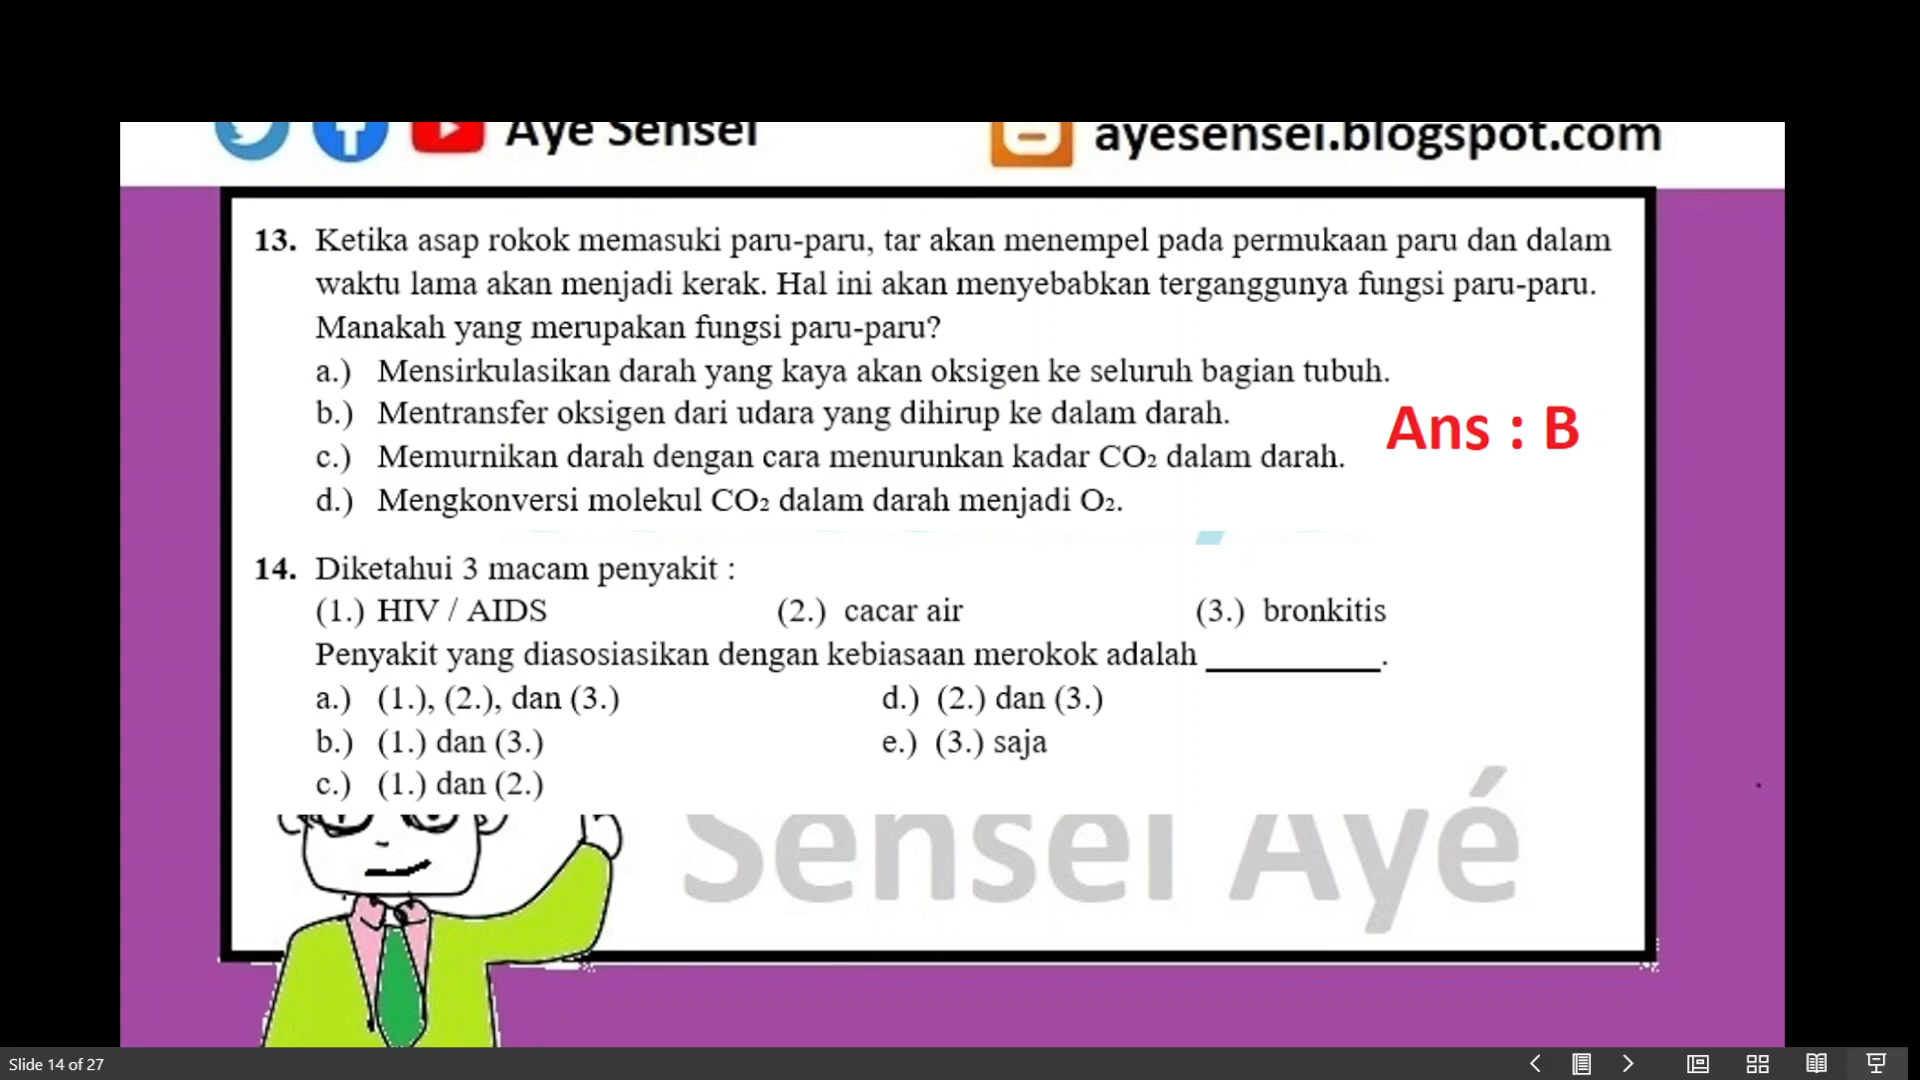 Aye Sensei
ayesensei.blogspot.com
13. Ketika asap rokok memasuki paru-paru, tar akan menempel pada permukaan paru dan dalam
waktu lama akan menjadi kerak. Hal ini akan menyebabkan terganggunya fungsi paru-paru.
Manakah yang merupakan fungsi paru-paru?
a.) Mensirkulasikan darah yang kaya akan oksigen ke seluruh bagian tubuh.
b.) Mentransfer oksigen dari udara yang dihirup ke dalam darah.
c.) Memurnikan darah dengan cara menurunkan kadar CO₂ dalam darah.
d.) Mengkonversi molekul CO₂ dalam darah menjadi O₂.
Ans : B
14. Diketahui 3 macam penyakit :
(1.) HIV / AIDS (2.) cacar air (3.) bronkitis
Penyakit yang diasosiasikan dengan kebiasaan merokok adalah __________.
a.) (1.), (2.), dan (3.) d.) (2.) dan (3.)
b.) (1.) dan (3.) e.) (3.) saja
c.) (1.) dan (2.)
Sensei Ayé
Slide 14 of 27